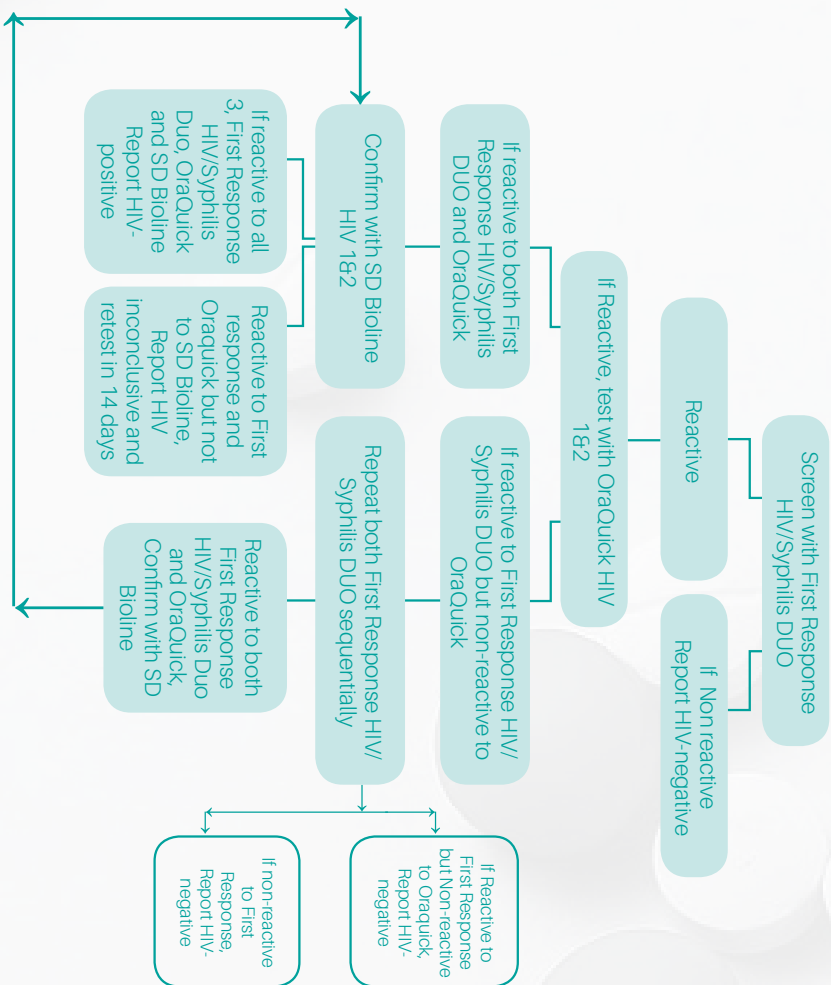 Screen with First Response
HIV/Syphilis DUO
Reactive
If  Non reactive
Report HIV-negative
If Reactive, test with OraQuick HIV
1&2
If reactive to both First
Response HIV/Syphilis
DUO and OraQuick
If reactive to First Response HIV/
Syphilis DUO but non-reactive to
OraQuick
Confirm with SD Bioline
HIV 1&2
Repeat both First Response HIV/
Syphilis DUO sequentially
If Reactive to
First Response
but Non-reactive
to Oraquick,
Report HIV-
negative
If non-reactive
to First
Response,
Report HIV-
negative
If reactive to all
3, First Response
HIV/Syphilis
Duo, OraQuick
and SD Bioline
Report HIV-
positive
Reactive to First
response and
Oraquick but not
to SD Bioline,
Report HIV
inconclusive and
retest in 14 days
Reactive to both
First Response
HIV/Syphilis Duo
and OraQuick,
Confirm with SD
Bioline